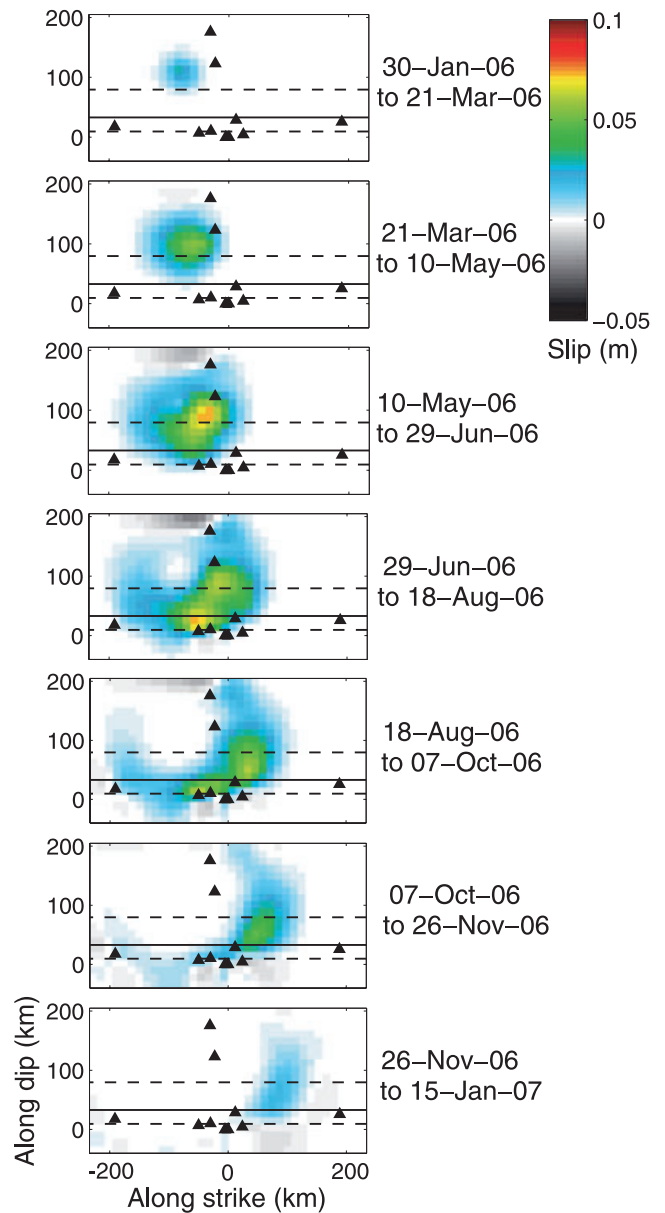 200
100
0
30–Jan–06
to 21–Mar–06
0.1
0.05
0
−0.05
Slip (m)
200
100
0
21–Mar–06
to 10–May–06
200
100
0
10–May–06
to 29–Jun–06
200
100
0
29–Jun–06
to 18–Aug–06
200
100
0
18–Aug–06
to 07–Oct–06
200
100
0
07–Oct–06
to 26–Nov–06
200
100
0
26–Nov–06
to 15–Jan–07
Along dip (km)
-200 0 200
Along strike (km)